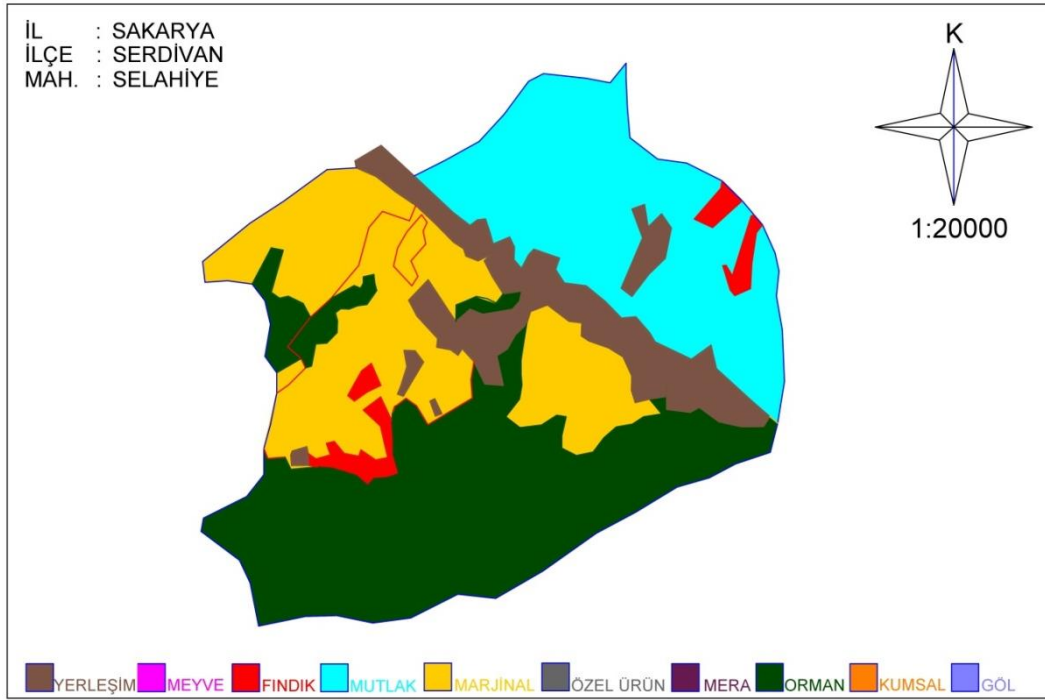 İL : SAKARYA
İLÇE : SERDİVAN
MAH. : SELAHİYE
K
1:20000
YERLEŞİM MEYVE FINDIK MUTLAK MARJİNAL ÖZEL ÜRÜN MERA ORMAN KUMSAL GÖL